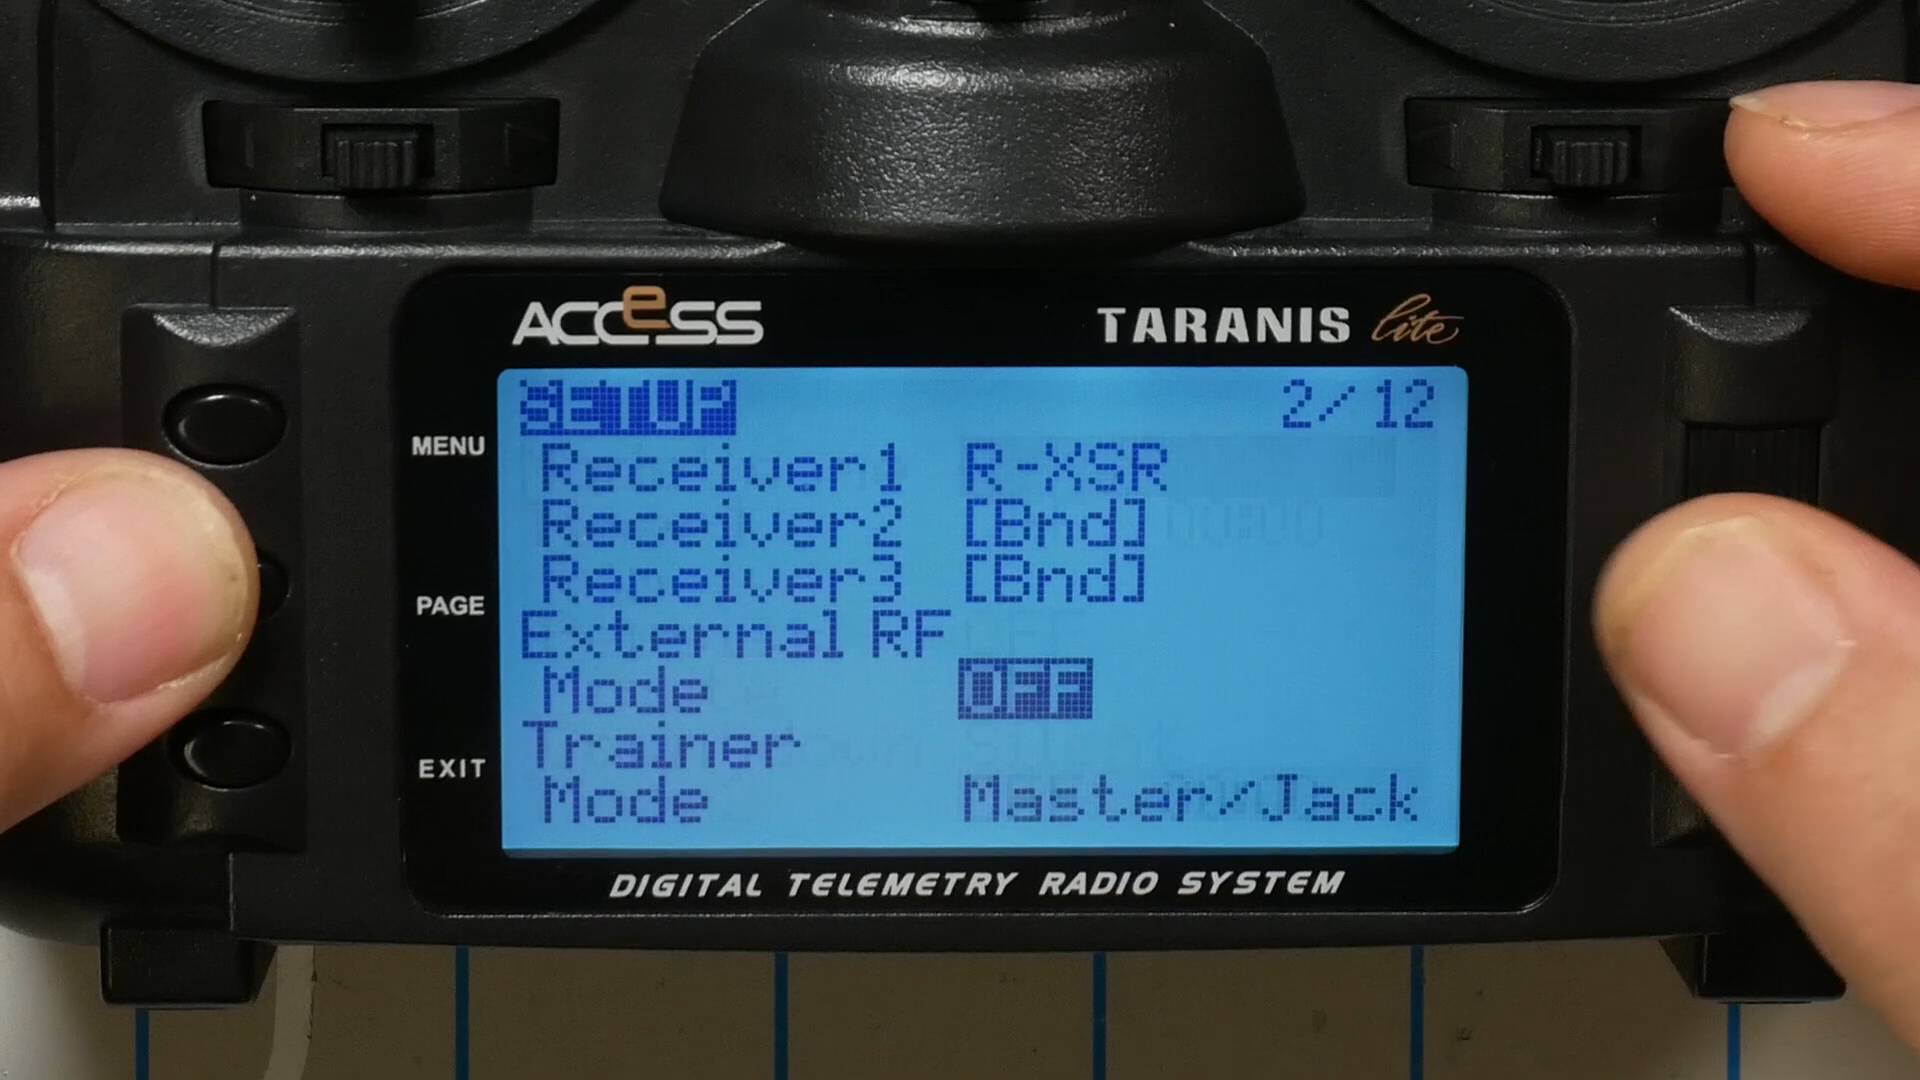 ACCeSS TARANIS lite
SETUP 2/12
MENU
Receiver1 R-XSR
Receiver2 [Bnd]
Receiver3 [Bnd]
PAGE
External RF
Mode OFF
Trainer
EXIT
Mode Master/Jack
DIGITAL TELEMETRY RADIO SYSTEM